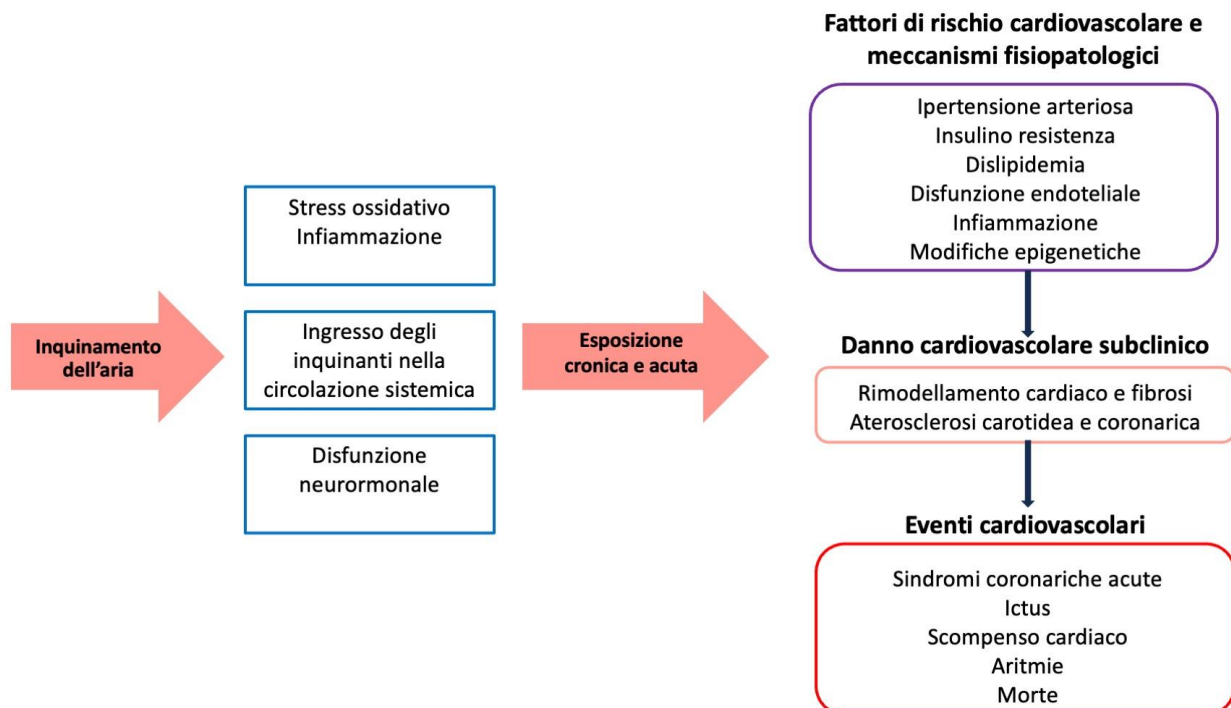 Inquinamento
dell'aria
Stress ossidativo
Infiammazione
Ingresso degli
inquinanti nella
circolazione sistemica
Disfunzione
neurormonale
Esposizione
cronica e acuta
Fattori di rischio cardiovascolare e
meccanismi fisiopatologici
Ipertensione arteriosa
Insulino resistenza
Dislipidemia
Disfunzione endoteliale
Infiammazione
Modifiche epigenetiche
Danno cardiovascolare subclinico
Rimodellamento cardiaco e fibrosi
Aterosclerosi carotidea e coronarica
Eventi cardiovascolari
Sindromi coronariche acute
Ictus
Scompenso cardiaco
Aritmie
Morte